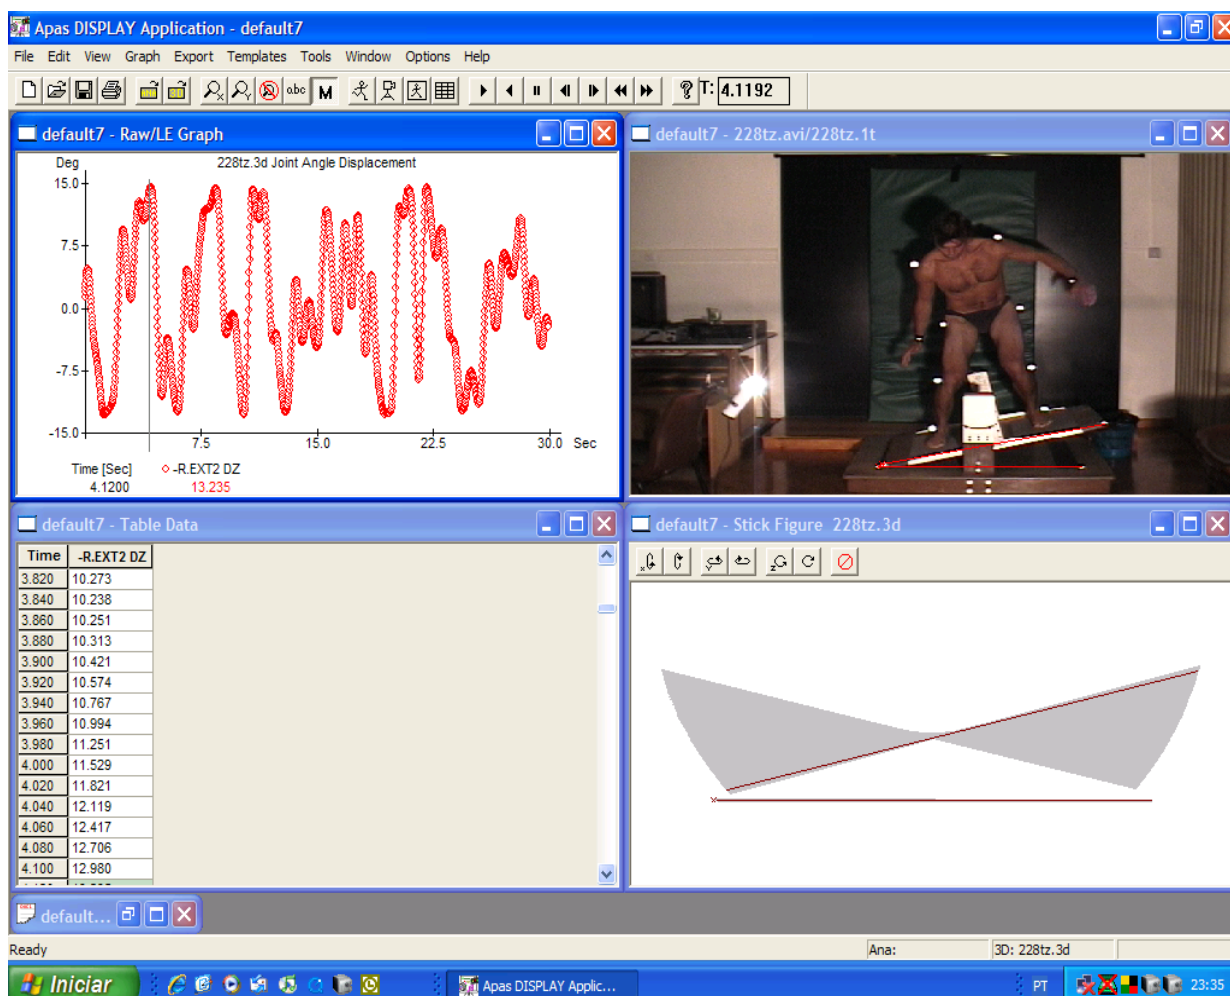 Apas DISPLAY Application - default7
File Edit View Graph Export Templates Tools Window Options Help
abc M T: 4.1192
default7 - Raw/LE Graph
Deg 228tz.3d Joint Angle Displacement
15.0
7.5
0.0
-7.5
-15.0
7.5 15.0 22.5 30.0 Sec
Time [Sec] -R.EXT2 DZ
4.1200 13.235
default7 - 228tz.avi/228tz.1t
default7 - Table Data
Time -R.EXT2 DZ
3.820 10.273
3.840 10.238
3.860 10.251
3.880 10.313
3.900 10.421
3.920 10.574
3.940 10.767
3.960 10.994
3.980 11.251
4.000 11.529
4.020 11.821
4.040 12.119
4.060 12.417
4.080 12.706
4.100 12.980
default7 - Stick Figure 228tz.3d
default...
Ready Ana: 3D: 228tz.3d
Iniciar Apas DISPLAY Applic... PT 23:35